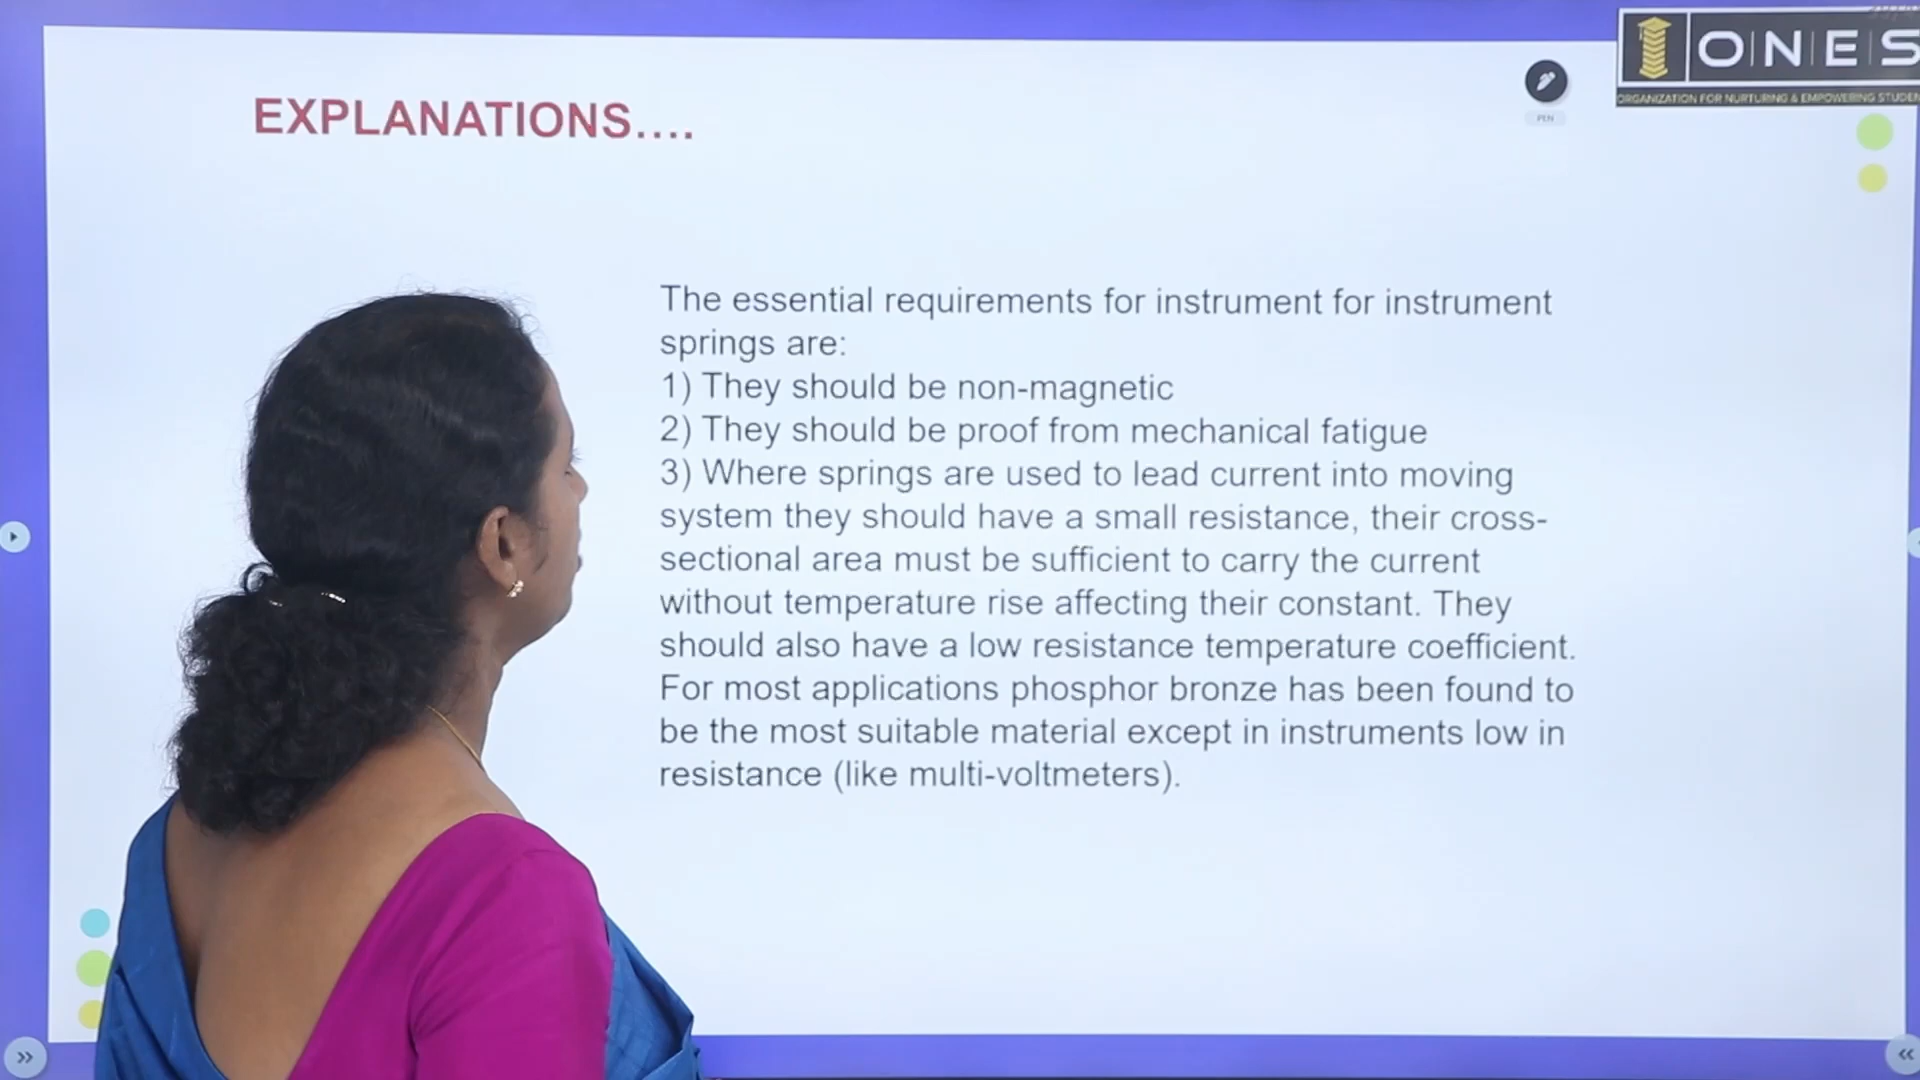 EXPLANATIONS....
PEN
ONES
ORGANIZATION FOR NURTURING & EMPOWERING STUDEN
The essential requirements for instrument for instrument
springs are:
1) They should be non-magnetic
2) They should be proof from mechanical fatigue
3) Where springs are used to lead current into moving
system they should have a small resistance, their cross-
sectional area must be sufficient to carry the current
without temperature rise affecting their constant. They
should also have a low resistance temperature coefficient.
For most applications phosphor bronze has been found to
be the most suitable material except in instruments low in
resistance (like multi-voltmeters).